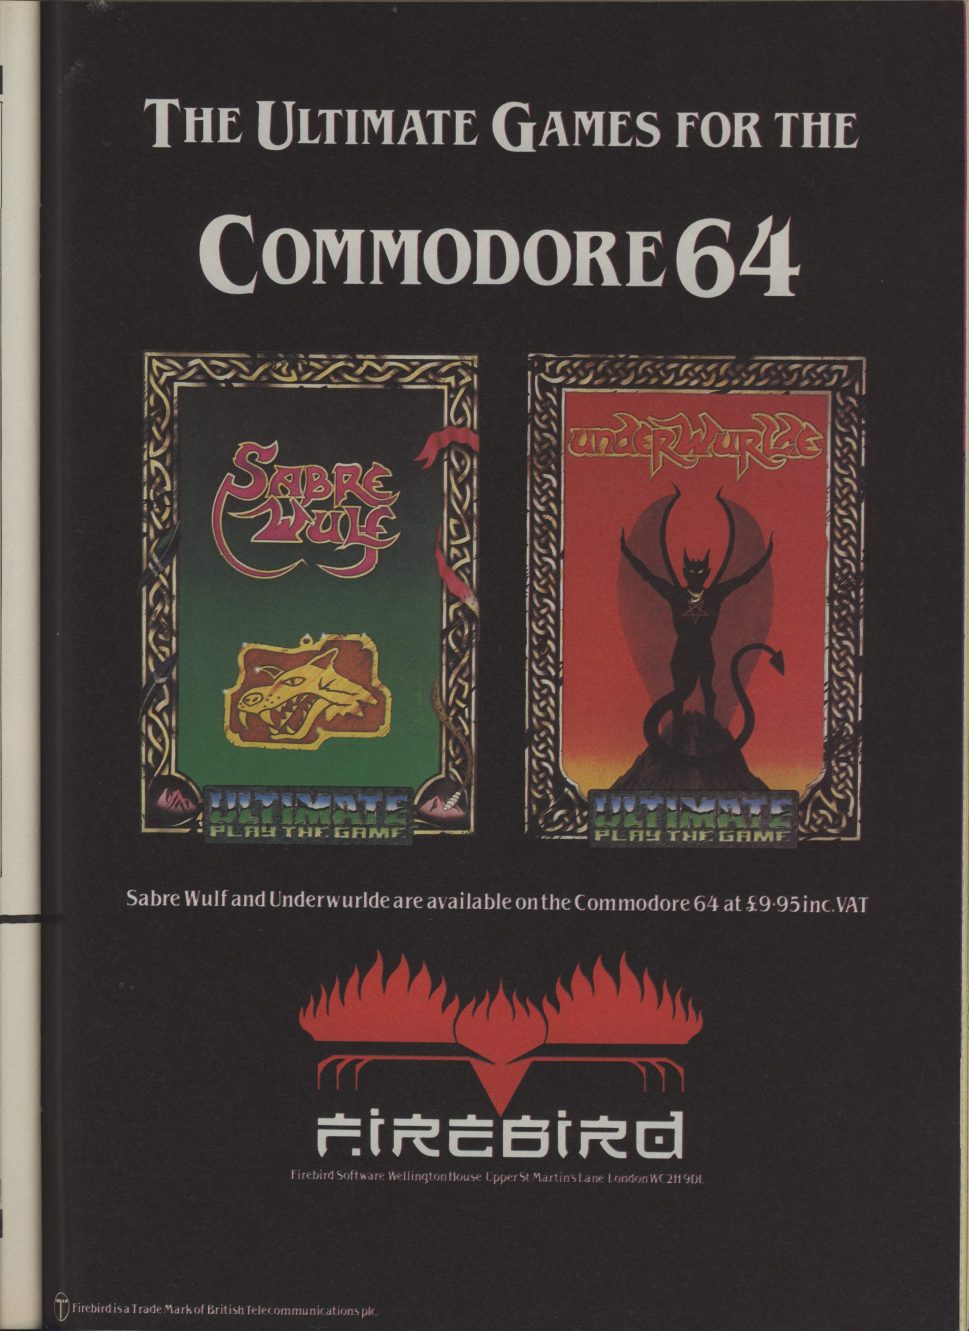 THE ULTIMATE GAMES FOR THE
COMMODORE 64
SABRE
WULF
UNDERWURLDE
ULTIMATE
PLAY THE GAME
ULTIMATE
PLAY THE GAME
Sabre Wulf and Underwurlde are available on the Commodore 64 at £9·95 inc. VAT
FIREBIRD
Firebird Software Wellington House Upper St Martin's Lane London WC2H 9DL
T Firebird is a Trade Mark of British Telecommunications plc